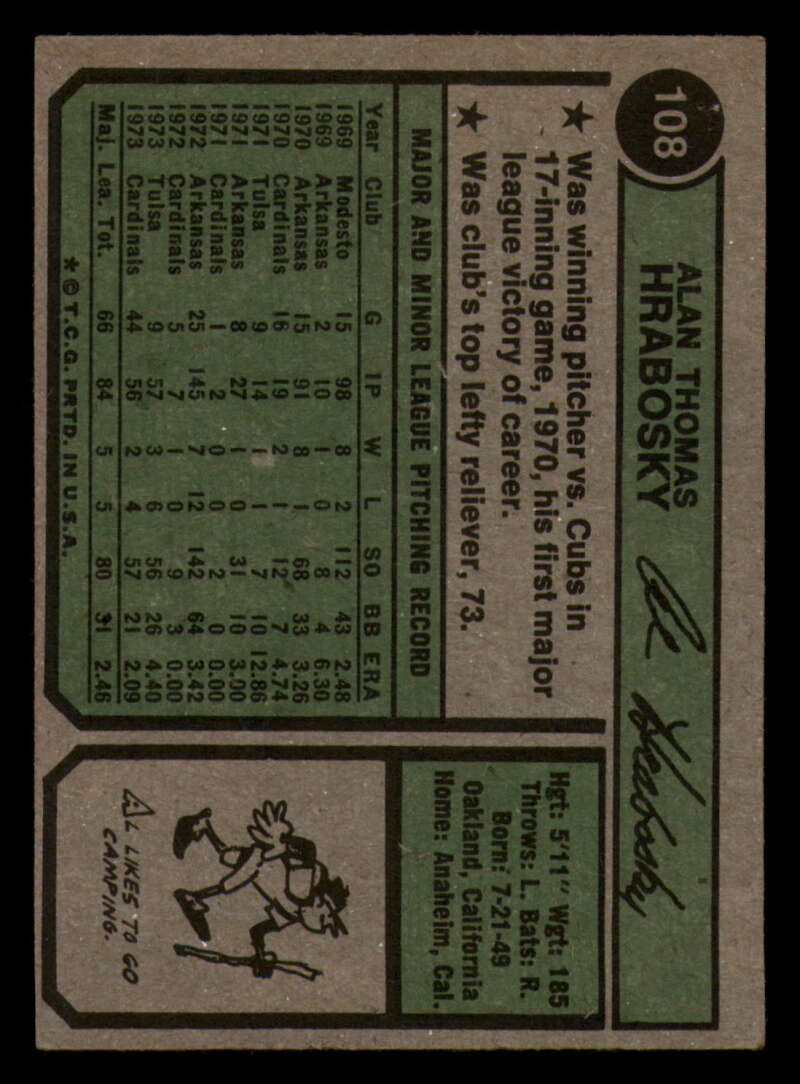 108
ALAN THOMAS
HRABOSKY
Al Hrabosky
★ Was winning pitcher vs. Cubs in
17-inning game, 1970, his first major
league victory of career.
★ Was club's top lefty reliever, 73.
MAJOR AND MINOR LEAGUE PITCHING RECORD
Year Club G IP W L SO BB ERA
1969 Modesto 15 98 8 2 112 43 2.48
1969 Arkansas 2 10 1 0 8 4 6.30
1970 Arkansas 15 91 8 1 68 33 3.26
1970 Cardinals 16 19 2 1 12 7 4.74
1971 Tulsa 9 14 1 1 7 10 12.86
1971 Arkansas 8 27 1 0 31 10 3.00
1971 Cardinals 1 2 0 0 2 0 0.00
1972 Arkansas 25 145 7 12 142 64 3.42
1972 Cardinals 5 7 1 0 9 3 0.00
1973 Tulsa 9 57 3 6 56 26 4.40
1973 Cardinals 44 56 2 4 57 21 2.09
Maj. Lea. Tot. 66 84 5 5 80 31 2.46
★ © T.C.G. PRTD. IN U.S.A.
Hgt: 5'11" Wgt: 185
Throws: L. Bats: R.
Born: 7-21-49
Oakland, California
Home: Anaheim, Cal.
AL LIKES TO GO
CAMPING.